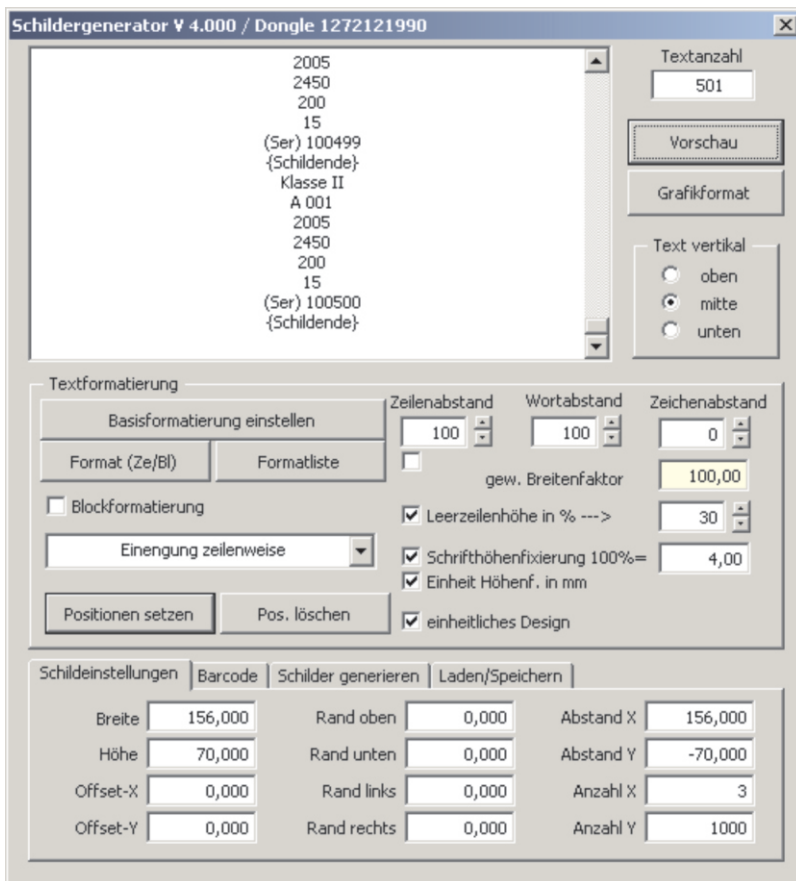 Schildergenerator V 4.000 / Dongle 1272121990
2005
2450
200
15
(Ser) 100499
{Schildende}
Klasse II
A 001
2005
2450
200
15
(Ser) 100500
{Schildende}
Textanzahl
501
Vorschau
Grafikformat
Text vertikal
oben
mitte
unten
Textformatierung
Basisformatierung einstellen
Format (Ze/Bl) Formatliste
Zeilenabstand Wortabstand Zeichenabstand
100 100 0
gew. Breitenfaktor 100,00
Blockformatierung
Leerzeilenhöhe in % ---> 30
Einengung zeilenweise
Schrifthöhenfixierung 100%= 4,00
Einheit Höhenf. in mm
Positionen setzen Pos. löschen
einheitliches Design
Schildeinstellungen Barcode Schilder generieren Laden/Speichern
Breite 156,000 Rand oben 0,000 Abstand X 156,000
Höhe 70,000 Rand unten 0,000 Abstand Y -70,000
Offset-X 0,000 Rand links 0,000 Anzahl X 3
Offset-Y 0,000 Rand rechts 0,000 Anzahl Y 1000